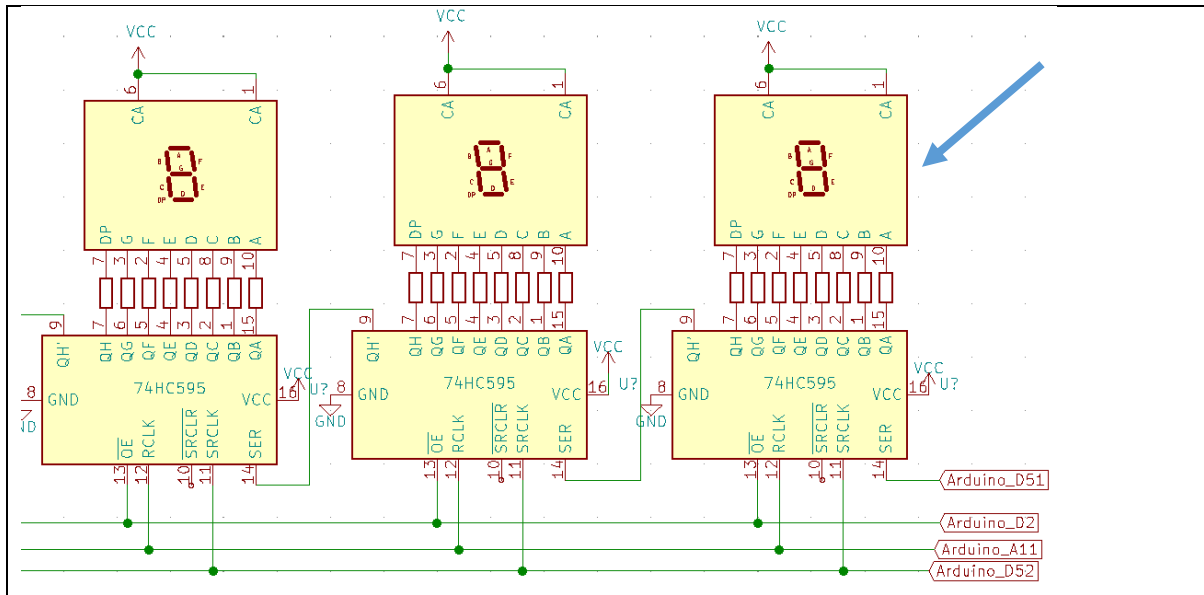 VCC VCC VCC
6 1 6 1 6 1
CA CA CA CA CA CA
A A A
B F B F B F
G G G
C E C E C E
D D D
DP DP DP
DP G F E D C B A DP G F E D C B A DP G F E D C B A
7 3 2 4 5 8 9 10 7 3 2 4 5 8 9 10 7 3 2 4 5 8 9 10
9 7 6 5 4 3 2 1 15 9 7 6 5 4 3 2 1 15 9 7 6 5 4 3 2 1 15
QH' QH QG QF QE QD QC QB QA QH' QH QG QF QE QD QC QB QA QH' QH QG QF QE QD QC QB QA
VCC VCC VCC
8 74HC595 16 U? 8 74HC595 16 U? 8 74HC595 16 U?
GND VCC GND VCC GND VCC
ND GND GND
OE RCLK SRCLR SRCLK SER OE RCLK SRCLR SRCLK SER OE RCLK SRCLR SRCLK SER
13 12 10 11 14 13 12 10 11 14 13 12 10 11 14
Arduino_D51
Arduino_D2
Arduino_A11
Arduino_D52